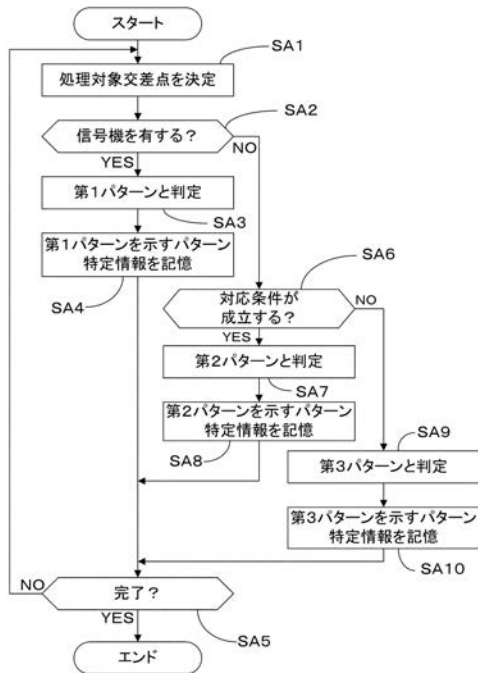 スタート
SA1
処理対象交差点を決定
SA2
信号機を有する？
NO
YES
第1パターンと判定
SA3
第1パターンを示すパターン
特定情報を記憶
SA4
SA6
対応条件が
成立する？
NO
YES
第2パターンと判定
SA7
第2パターンを示すパターン
特定情報を記憶
SA8
SA9
第3パターンと判定
第3パターンを示すパターン
特定情報を記憶
SA10
NO
完了？
YES
SA5
エンド